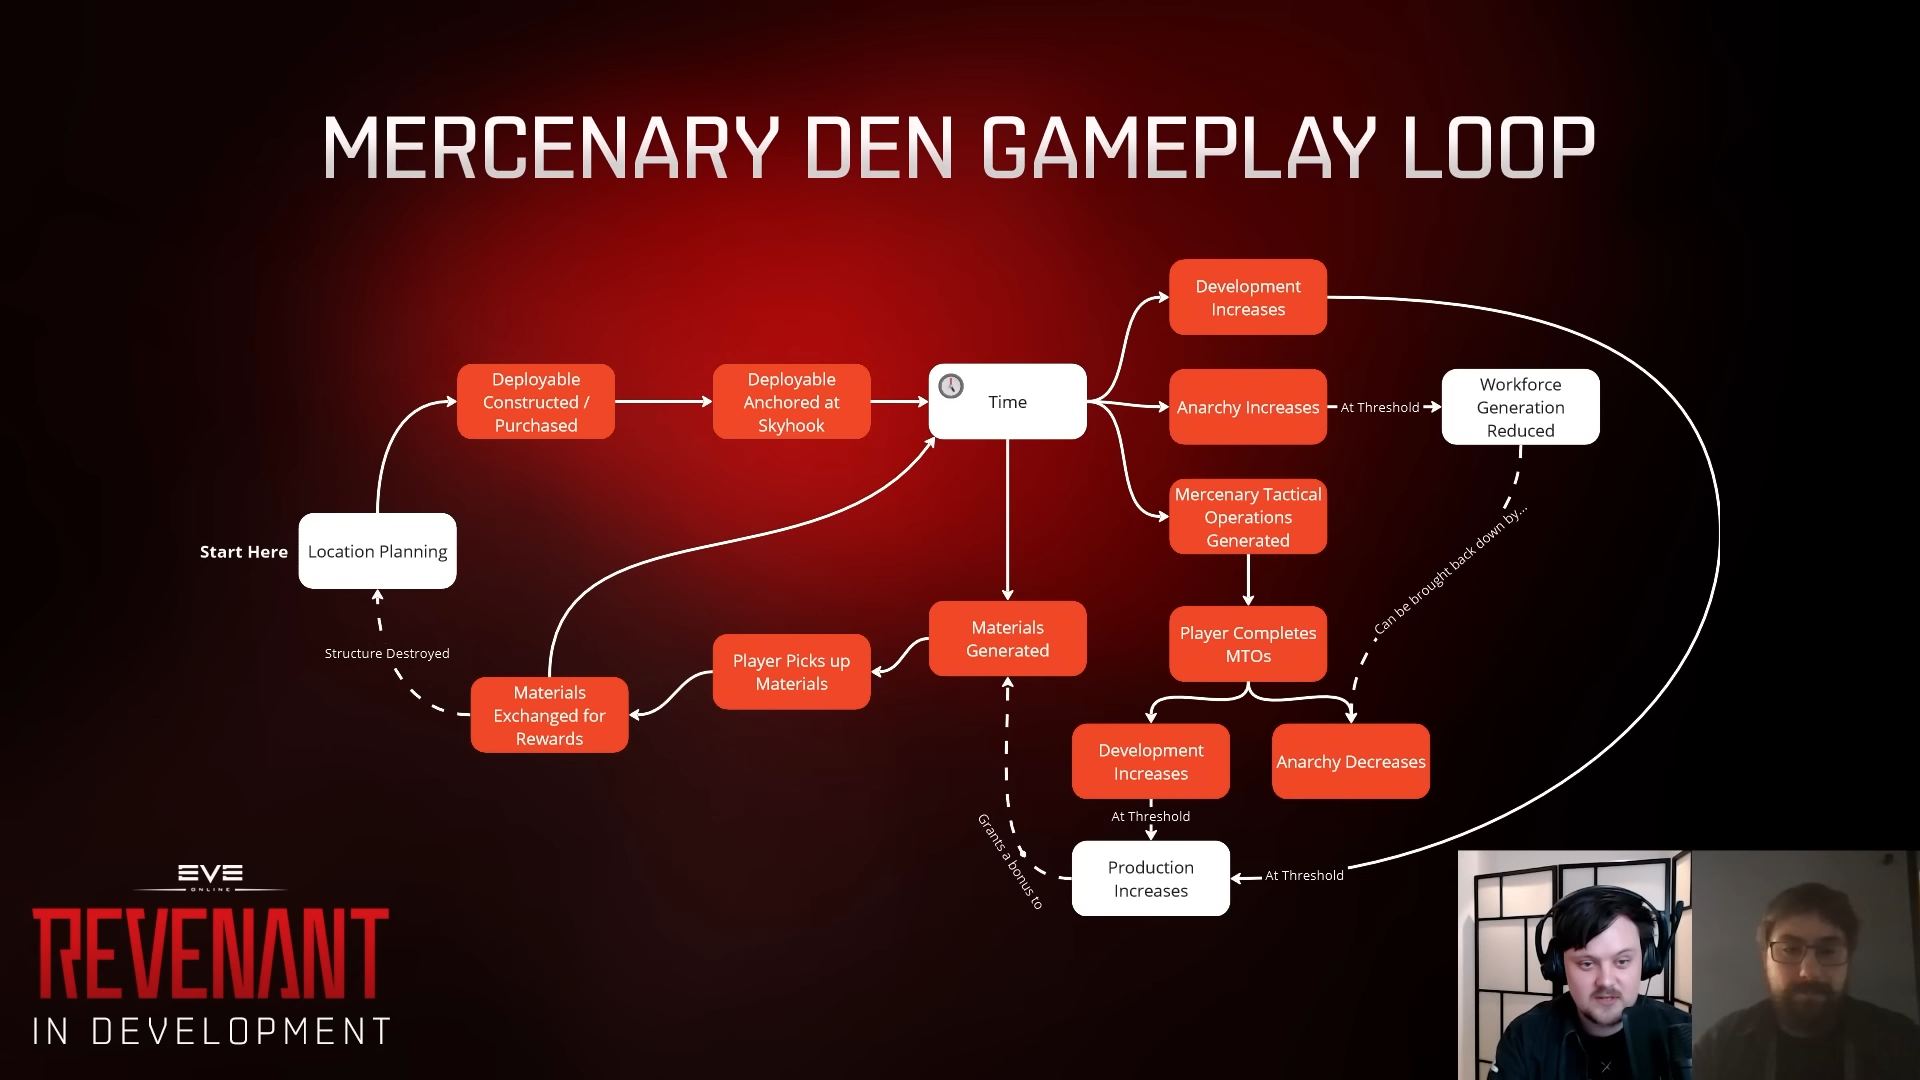 MERCENARY DEN GAMEPLAY LOOP
Development
Increases
Deployable
Constructed /
Purchased
Deployable
Anchored at
Skyhook
Time
Anarchy Increases
At Threshold
Workforce
Generation
Reduced
Mercenary Tactical
Operations
Generated
Can be brought back down by...
Start Here
Location Planning
Structure Destroyed
Materials
Exchanged for
Rewards
Player Picks up
Materials
Materials
Generated
Player Completes
MTOs
Development
Increases
Anarchy Decreases
At Threshold
Grants a bonus to
Production
Increases
At Threshold
EVE
ONLINE
REVENANT
IN DEVELOPMENT